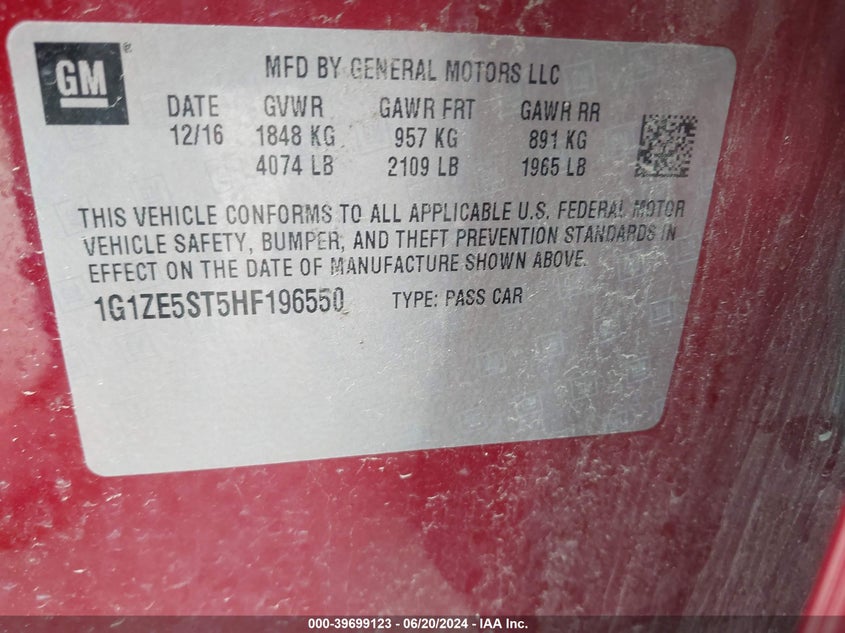 GM ®
MFD BY GENERAL MOTORS LLC
DATE GVWR GAWR FRT GAWR RR
12/16 1848 KG 957 KG 891 KG
4074 LB 2109 LB 1965 LB
THIS VEHICLE CONFORMS TO ALL APPLICABLE U.S. FEDERAL MOTOR
VEHICLE SAFETY, BUMPER, AND THEFT PREVENTION STANDARDS IN
EFFECT ON THE DATE OF MANUFACTURE SHOWN ABOVE.
1G1ZE5ST5HF196550 TYPE: PASS CAR
000-39699123 - 06/20/2024 - IAA Inc.